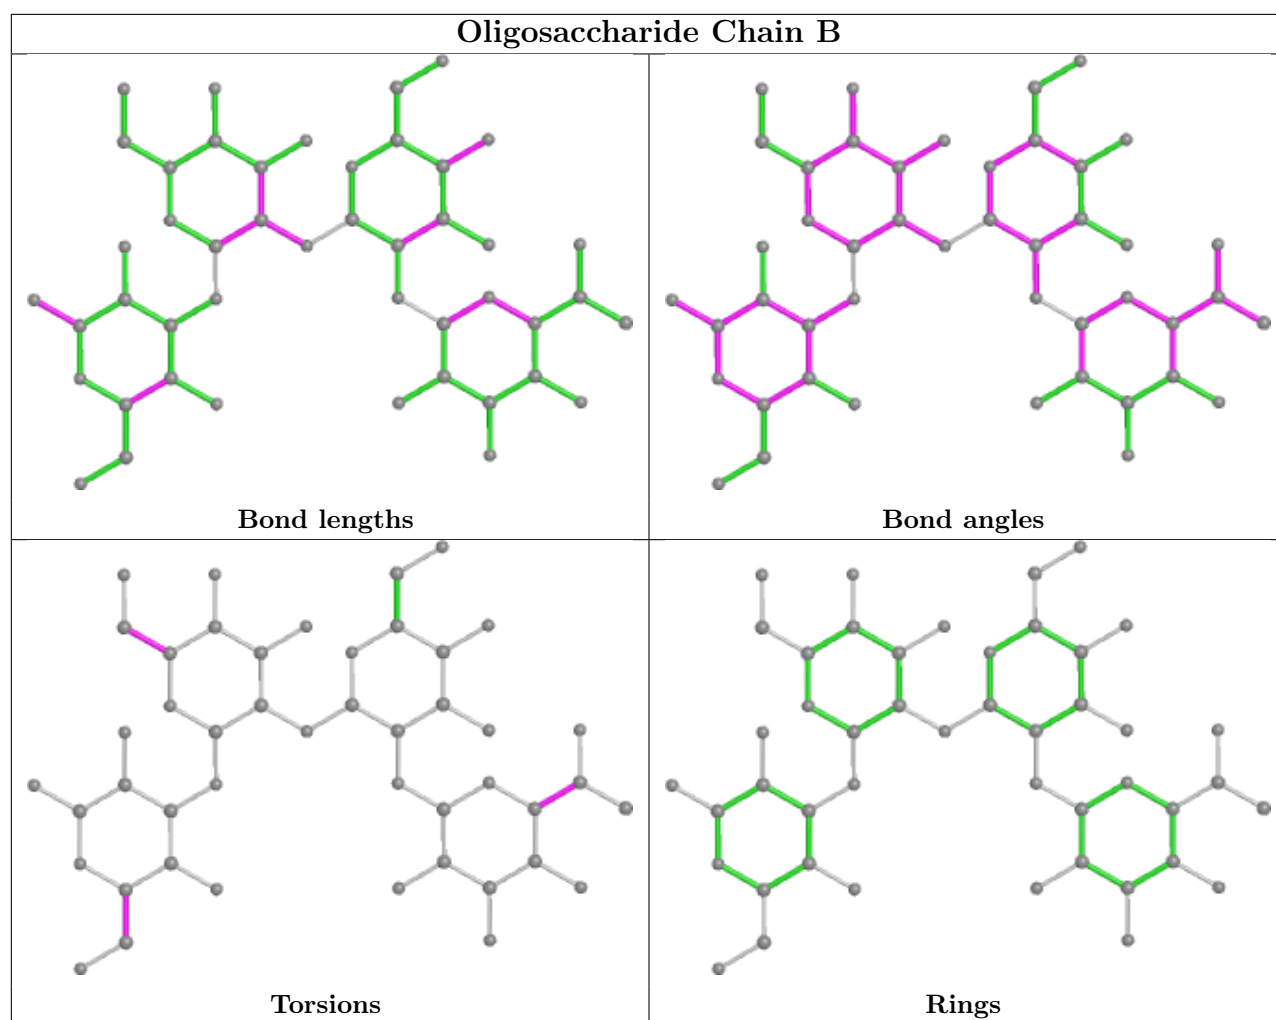 Oligosaccharide Chain B
Bond lengths
Bond angles
Torsions
Rings